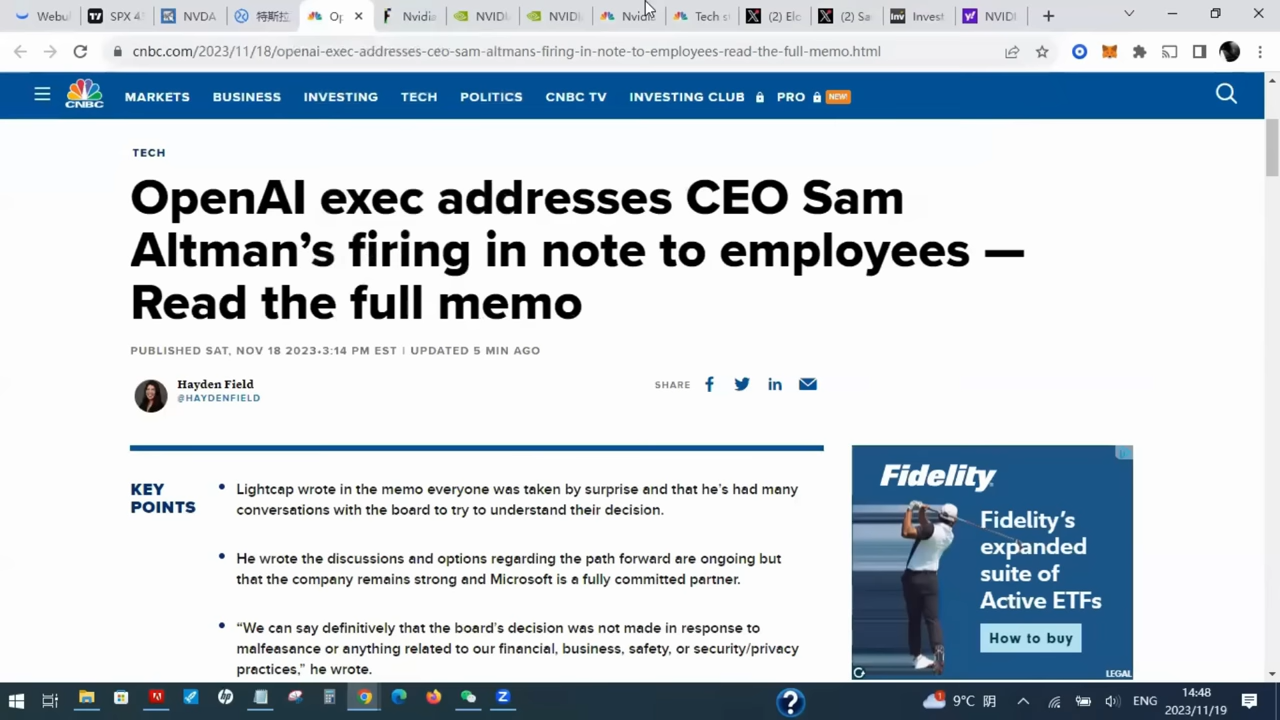 Webul
SPX 4
NVDA
特斯拉
Op
Nvidia
NVIDI
NVIDI
Nvidi
Tech s
(2) Elo
(2) Sa
Invest
NVIDI
cnbc.com/2023/11/18/openai-exec-addresses-ceo-sam-altmans-firing-in-note-to-employees-read-the-full-memo.html
CNBC
MARKETS
BUSINESS
INVESTING
TECH
POLITICS
CNBC TV
INVESTING CLUB
PRO
NEW!
TECH
OpenAI exec addresses CEO Sam
Altman’s firing in note to employees —
Read the full memo
PUBLISHED SAT, NOV 18 2023•3:14 PM EST | UPDATED 5 MIN AGO
Hayden Field
@HAYDENFIELD
SHARE
KEY
POINTS
Lightcap wrote in the memo everyone was taken by surprise and that he’s had many
conversations with the board to try to understand their decision.
He wrote the discussions and options regarding the path forward are ongoing but
that the company remains strong and Microsoft is a fully committed partner.
“We can say definitively that the board’s decision was not made in response to
malfeasance or anything related to our financial, business, safety, or security/privacy
practices,” he wrote.
Fidelity
Fidelity’s
expanded
suite of
Active ETFs
How to buy
LEGAL
9°C 阴
ENG
14:48
2023/11/19